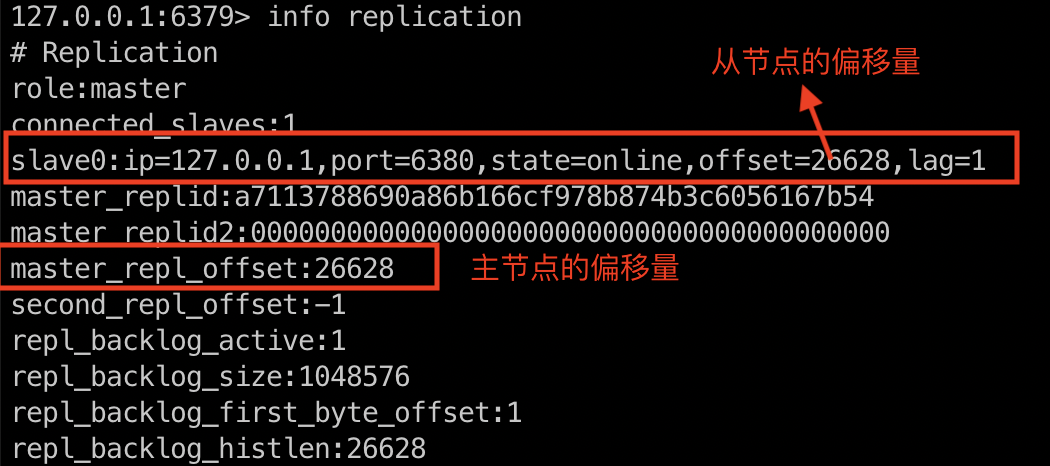 127.0.0.1:6379> info replication
# Replication
从节点的偏移量
role:master
connected_slaves:1
slave0:ip=127.0.0.1,port=6380,state=online,offset=26628,lag=1
master_replid:a7113788690a86b166cf978b874b3c6056167b54
master_replid2:0000000000000000000000000000000000000000
master_repl_offset:26628
主节点的偏移量
second_repl_offset:-1
repl_backlog_active:1
repl_backlog_size:1048576
repl_backlog_first_byte_offset:1
repl_backlog_histlen:26628